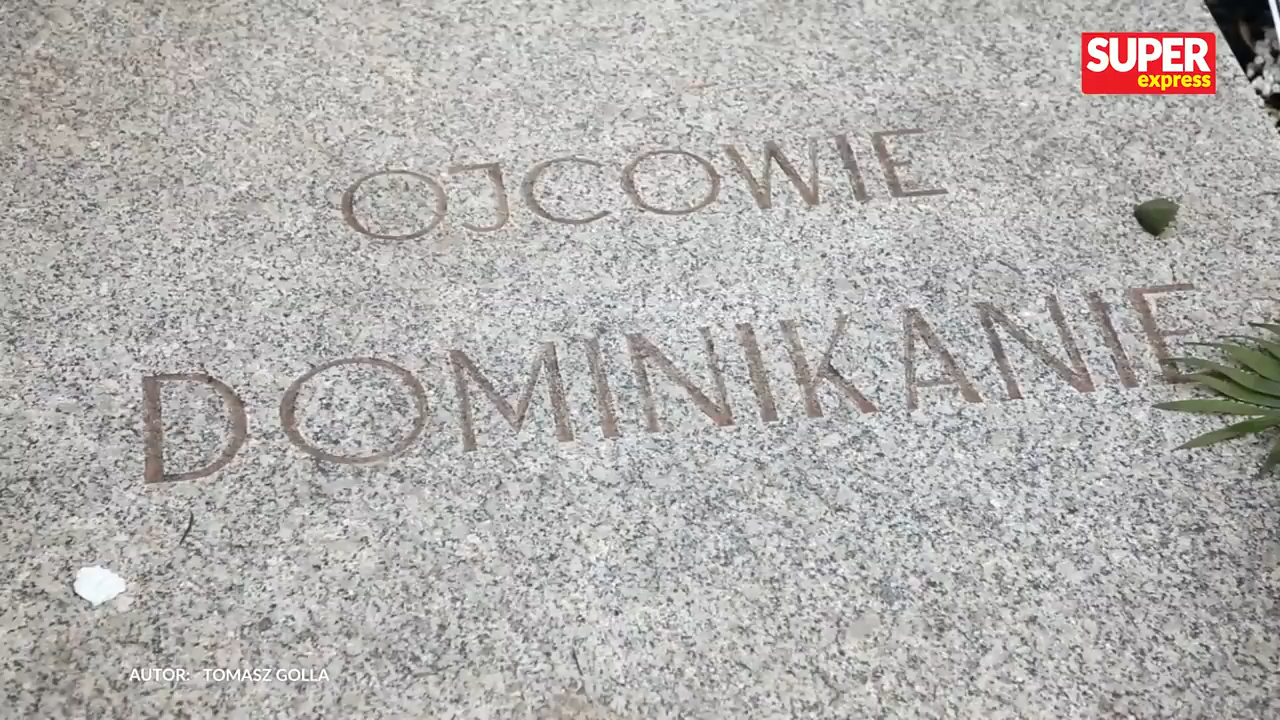 SUPER
express
OJCOWIE
DOMINIKANIE
AUTOR: TOMASZ GOLLA